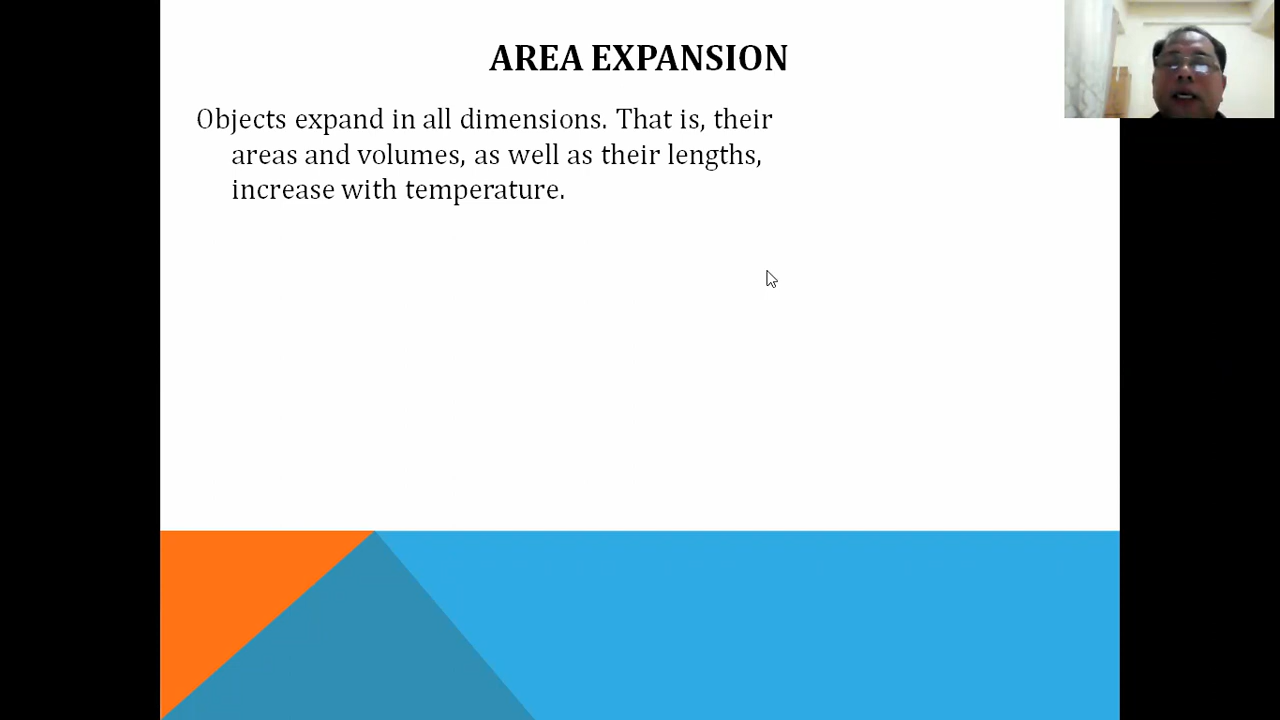 AREA EXPANSION
Objects expand in all dimensions. That is, their
areas and volumes, as well as their lengths,
increase with temperature.